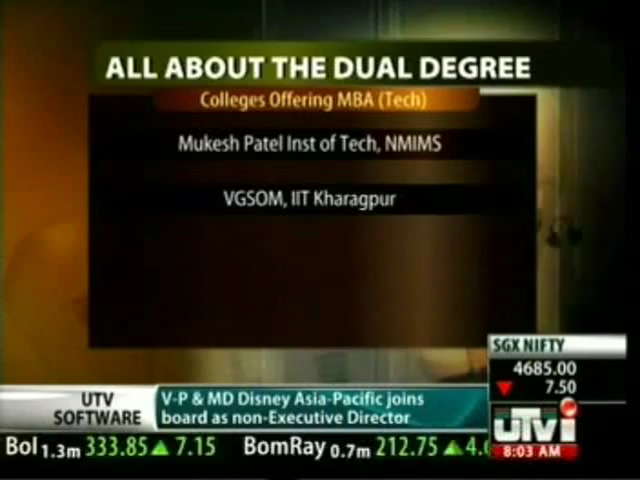 ALL ABOUT THE DUAL DEGREE
Colleges Offering MBA (Tech)
Mukesh Patel Inst of Tech, NMIMS
VGSOM, IIT Kharagpur
SGX NIFTY
4685.00
▼ 7.50
UTV SOFTWARE
V-P & MD Disney Asia-Pacific joins
board as non-Executive Director
UTVi
8:03 AM
BoI 1.3m 333.85 ▲ 7.15 BomRay 0.7m 212.75 ▲ 4.